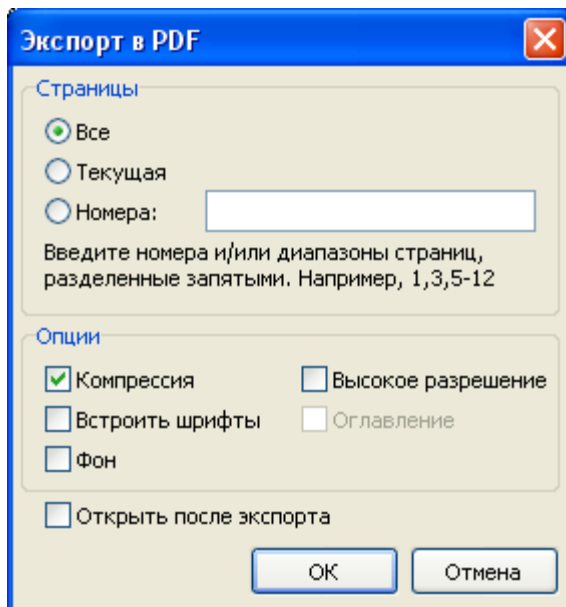 Экспорт в PDF
Страницы
Все
Текущая
Номера:
Введите номера и/или диапазоны страниц,
разделенные запятыми. Например, 1,3,5-12
Опции
Компрессия
Высокое разрешение
Встроить шрифты
Оглавление
Фон
Открыть после экспорта
ОК
Отмена